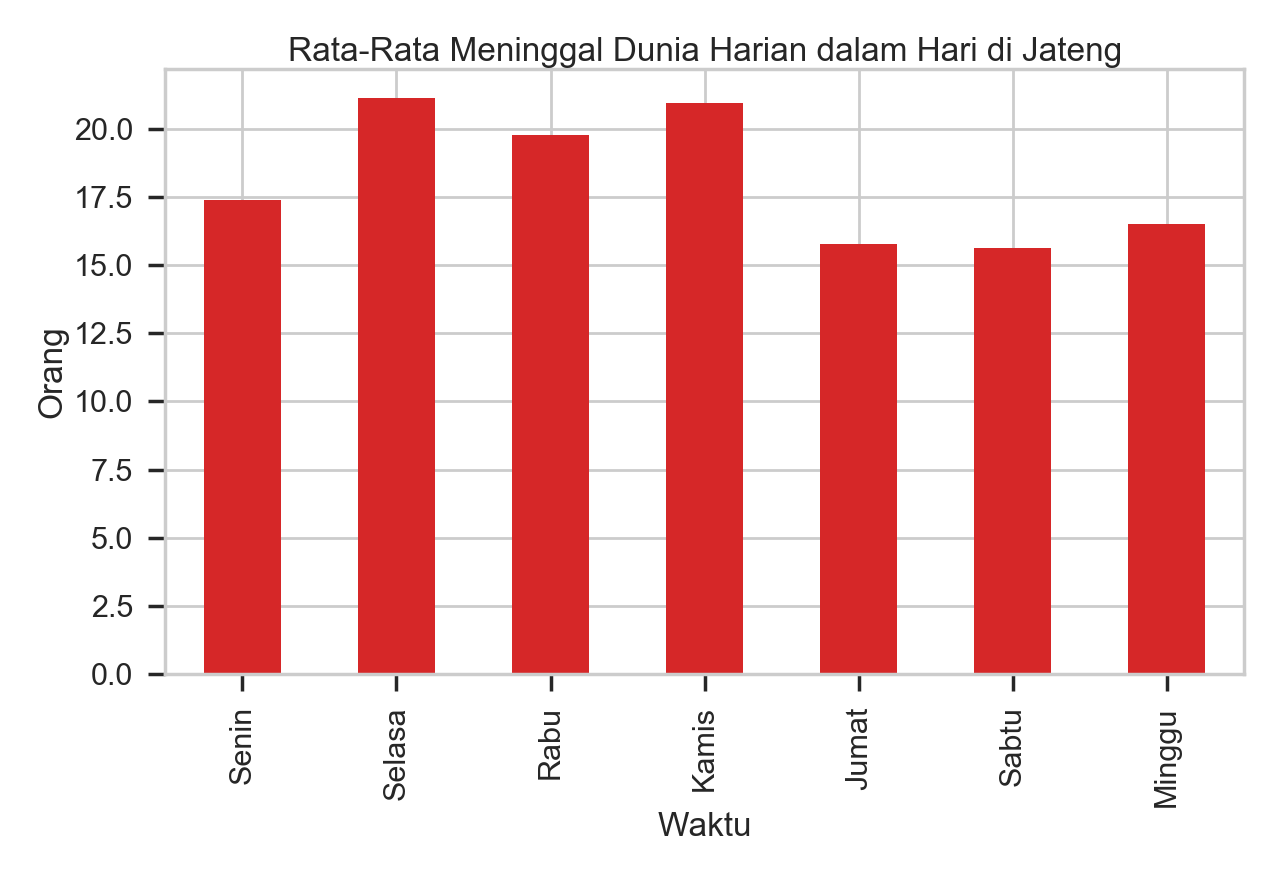 Rata-Rata Meninggal Dunia Harian dalam Hari di Jateng
Orang
20.0
17.5
15.0
12.5
10.0
7.5
5.0
2.5
0.0
Senin
Selasa
Rabu
Kamis
Jumat
Sabtu
Minggu
Waktu